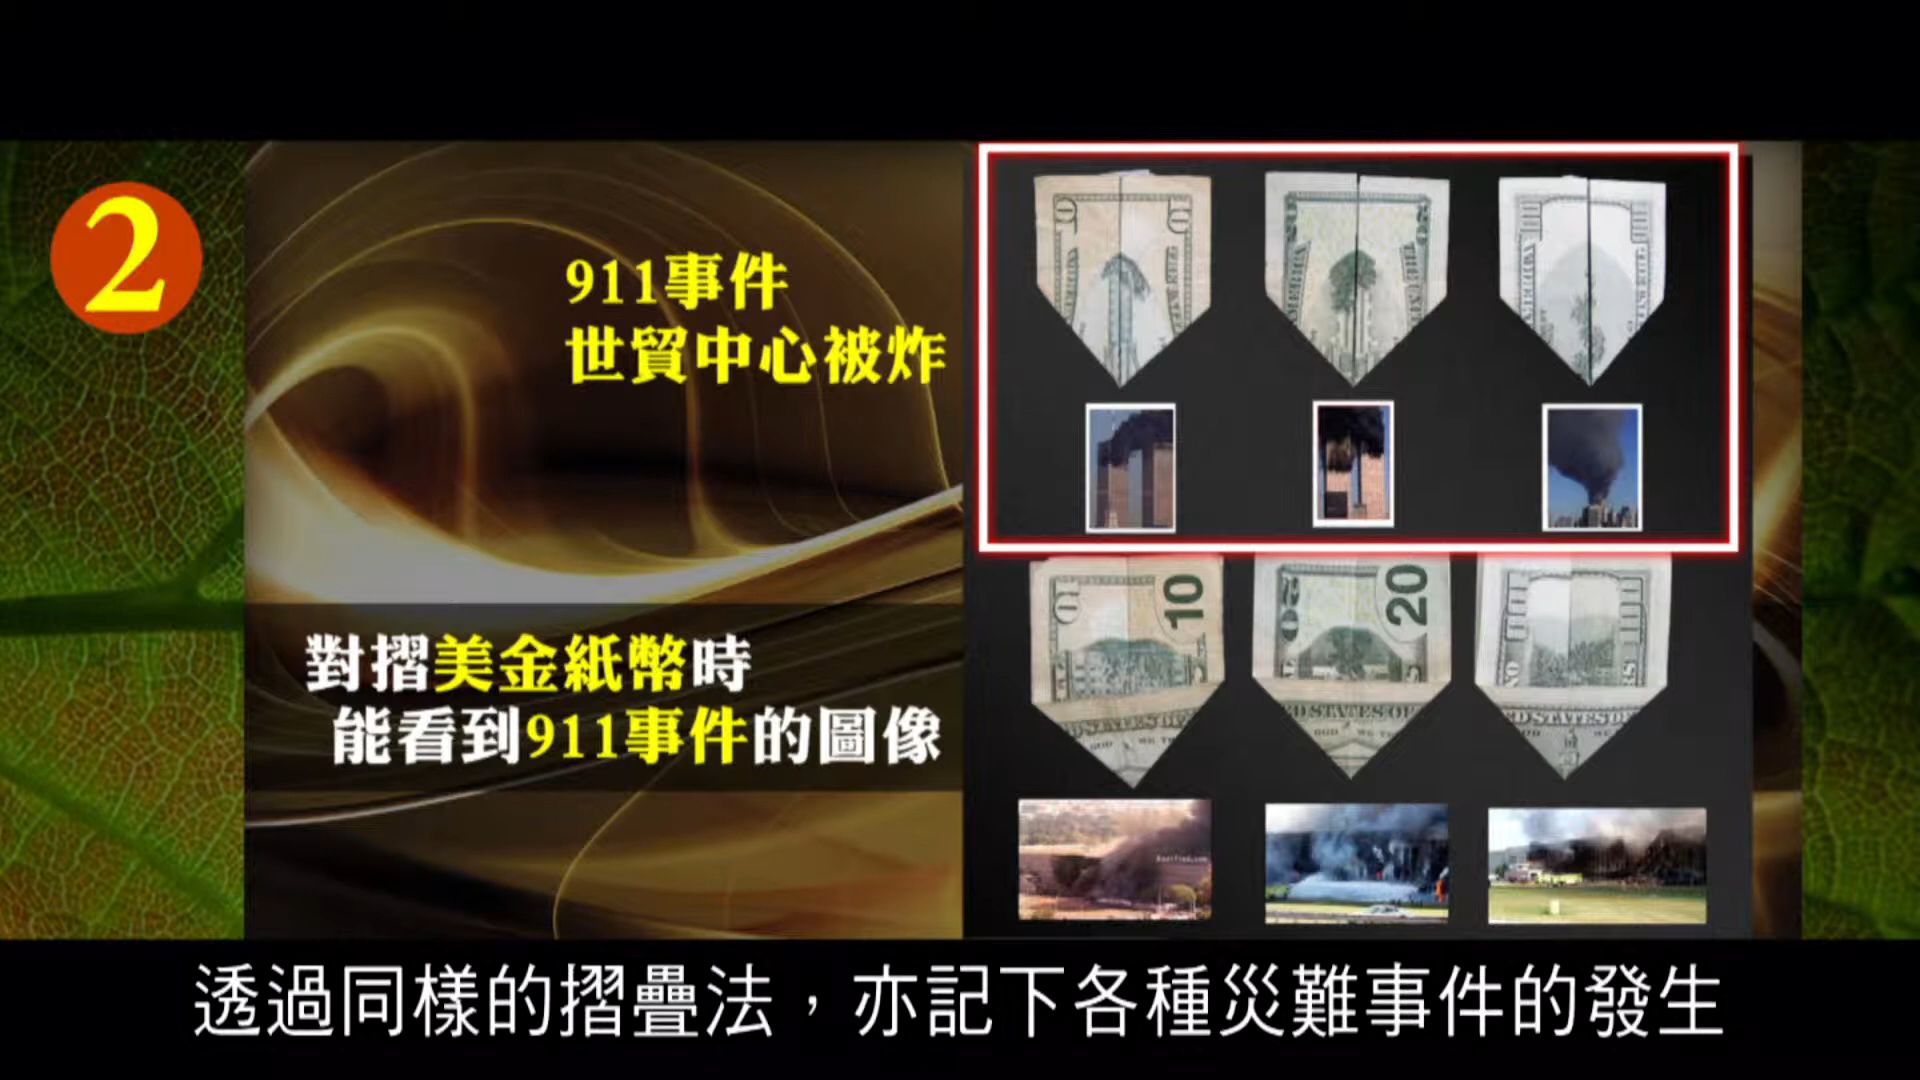 2
911事件
世貿中心被炸
對摺美金紙幣時
能看到911事件的圖像
10
20
透過同樣的摺疊法，亦記下各種災難事件的發生